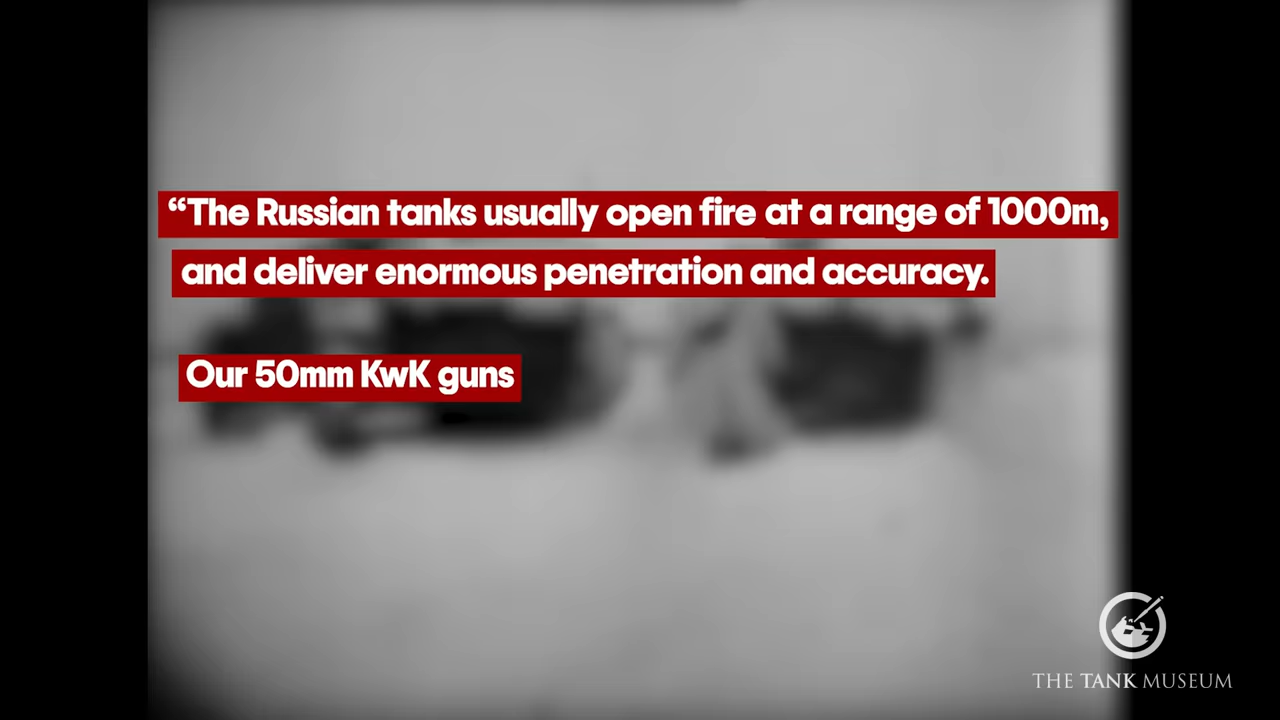 “The Russian tanks usually open fire at a range of 1000m,
and deliver enormous penetration and accuracy.
Our 50mm KwK guns
THE TANK MUSEUM